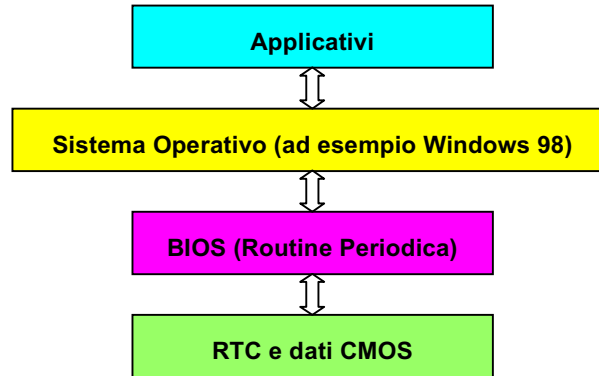 Applicativi
Sistema Operativo (ad esempio Windows 98)
BIOS (Routine Periodica)
RTC e dati CMOS